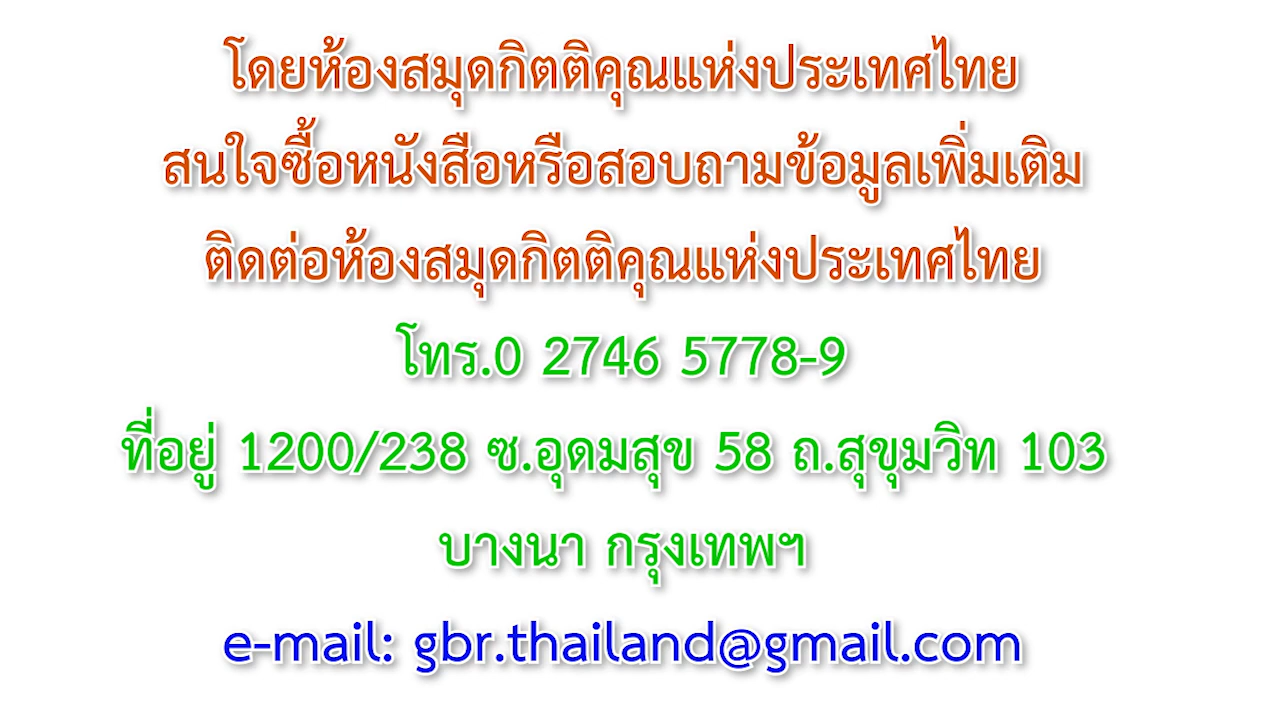 โดยห้องสมุดกิตติคุณแห่งประเทศไทย
สนใจซื้อหนังสือหรือสอบถามข้อมูลเพิ่มเติม
ติดต่อห้องสมุดกิตติคุณแห่งประเทศไทย
โทร.0 2746 5778-9
ที่อยู่ 1200/238 ซ.อุดมสุข 58 ถ.สุขุมวิท 103
บางนา กรุงเทพฯ
e-mail: gbr.thailand@gmail.com